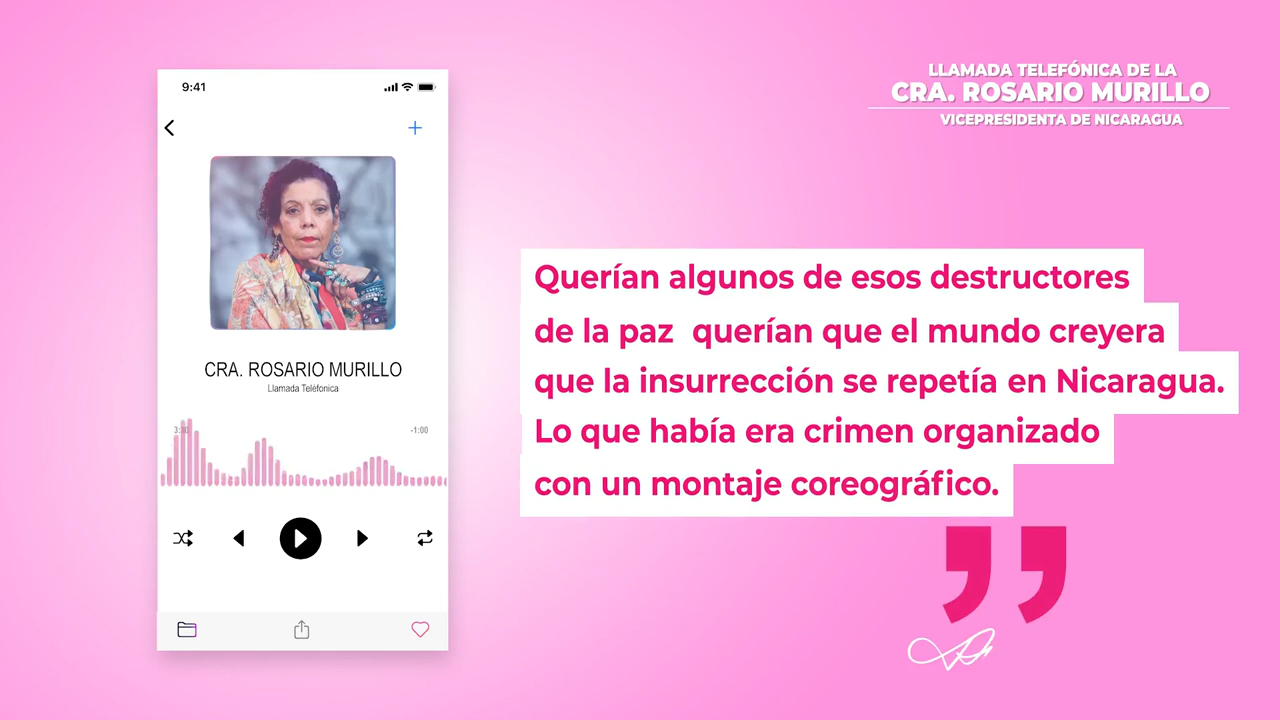 LLAMADA TELEFÓNICA DE LA
CRA. ROSARIO MURILLO
VICEPRESIDENTA DE NICARAGUA
9:41
CRA. ROSARIO MURILLO
Llamada Teléfonica
-1:00
Querían algunos de esos destructores
de la paz querían que el mundo creyera
que la insurrección se repetía en Nicaragua.
Lo que había era crimen organizado
con un montaje coreográfico.